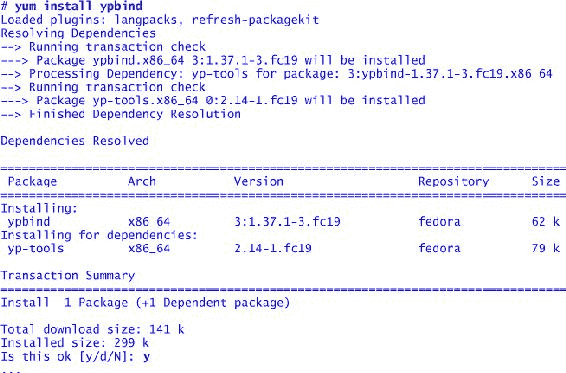 # yum install ypbind
Loaded plugins: langpacks, refresh-packagekit
Resolving Dependencies
--> Running transaction check
---> Package ypbind.x86_64 3:1.37.1-3.fc19 will be installed
--> Processing Dependency: yp-tools for package: 3:ypbind-1.37.1-3.fc19.x86_64
--> Running transaction check
---> Package yp-tools.x86_64 0:2.14-1.fc19 will be installed
--> Finished Dependency Resolution
Dependencies Resolved
================================================================================
Package Arch Version Repository Size
================================================================================
Installing:
ypbind x86_64 3:1.37.1-3.fc19 fedora 62 k
Installing for dependencies:
yp-tools x86_64 2.14-1.fc19 fedora 79 k
Transaction Summary
================================================================================
Install 1 Package (+1 Dependent package)
Total download size: 141 k
Installed size: 299 k
Is this ok [y/d/N]: y
...